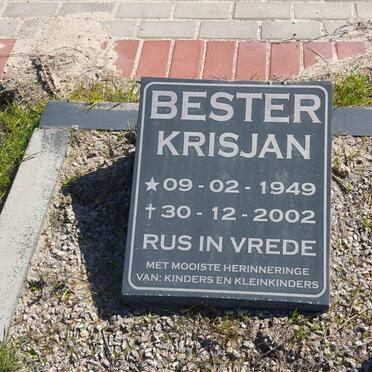 BESTER
KRISJAN
★ 09 - 02 - 1949
✝ 30 - 12 - 2002
RUS IN VREDE
MET MOOISTE HERINNERINGE
VAN: KINDERS EN KLEINKINDERS